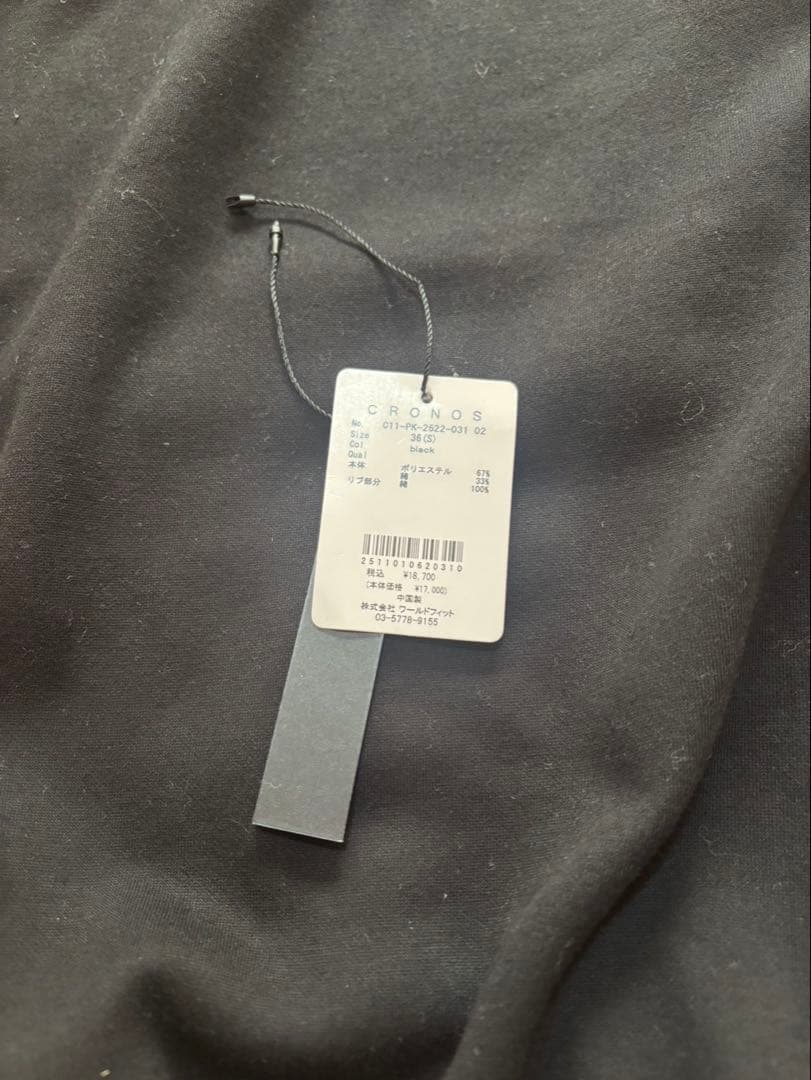 CRONOS
No. C11-PK-2522-031 02
Size 36(S)
Col black
Qual
本体 ポリエステル 67%
綿 33%
リブ部分 綿 100%
2511010620310
税込 ¥18,700
(本体価格 ¥17,000)
中国製
株式会社 ワールドフィット
03-5778-9155